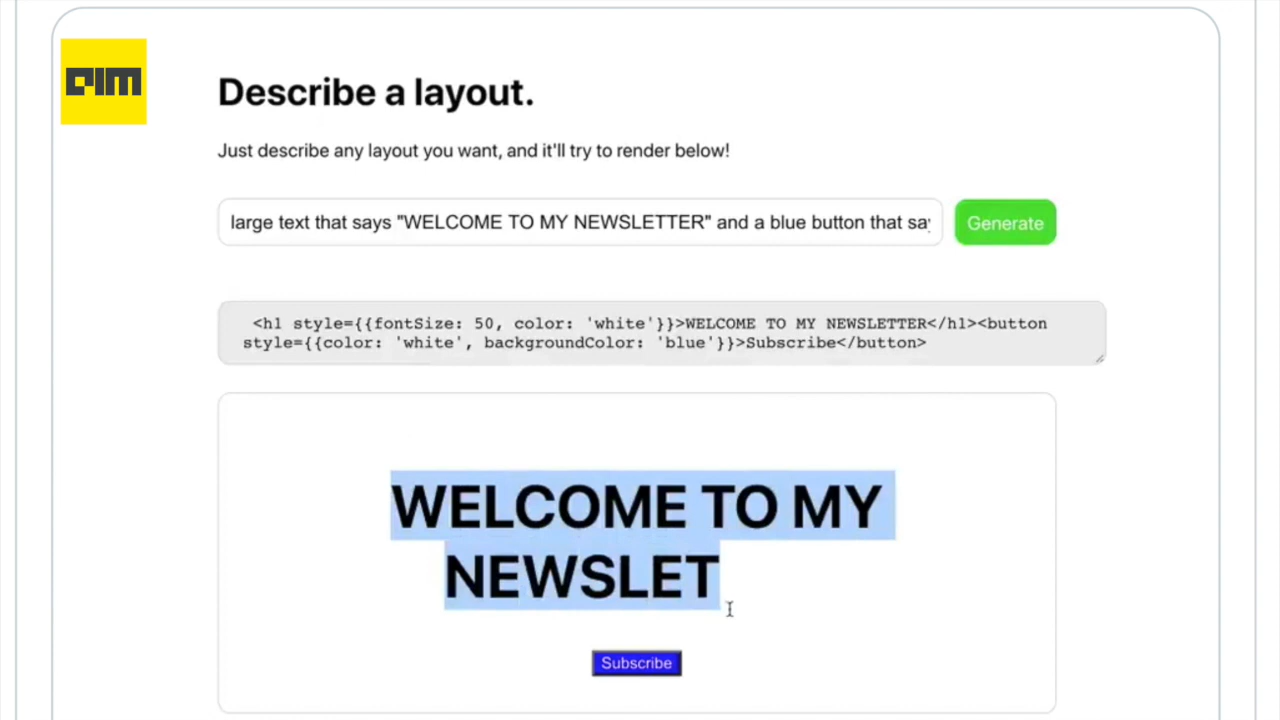 AIM
Describe a layout.
Just describe any layout you want, and it'll try to render below!
large text that says "WELCOME TO MY NEWSLETTER" and a blue button that say
Generate
<h1 style={{fontSize: 50, color: 'white'}}>WELCOME TO MY NEWSLETTER</h1><button
style={{color: 'white', backgroundColor: 'blue'}}>Subscribe</button>
WELCOME TO MY
NEWSLET
Subscribe